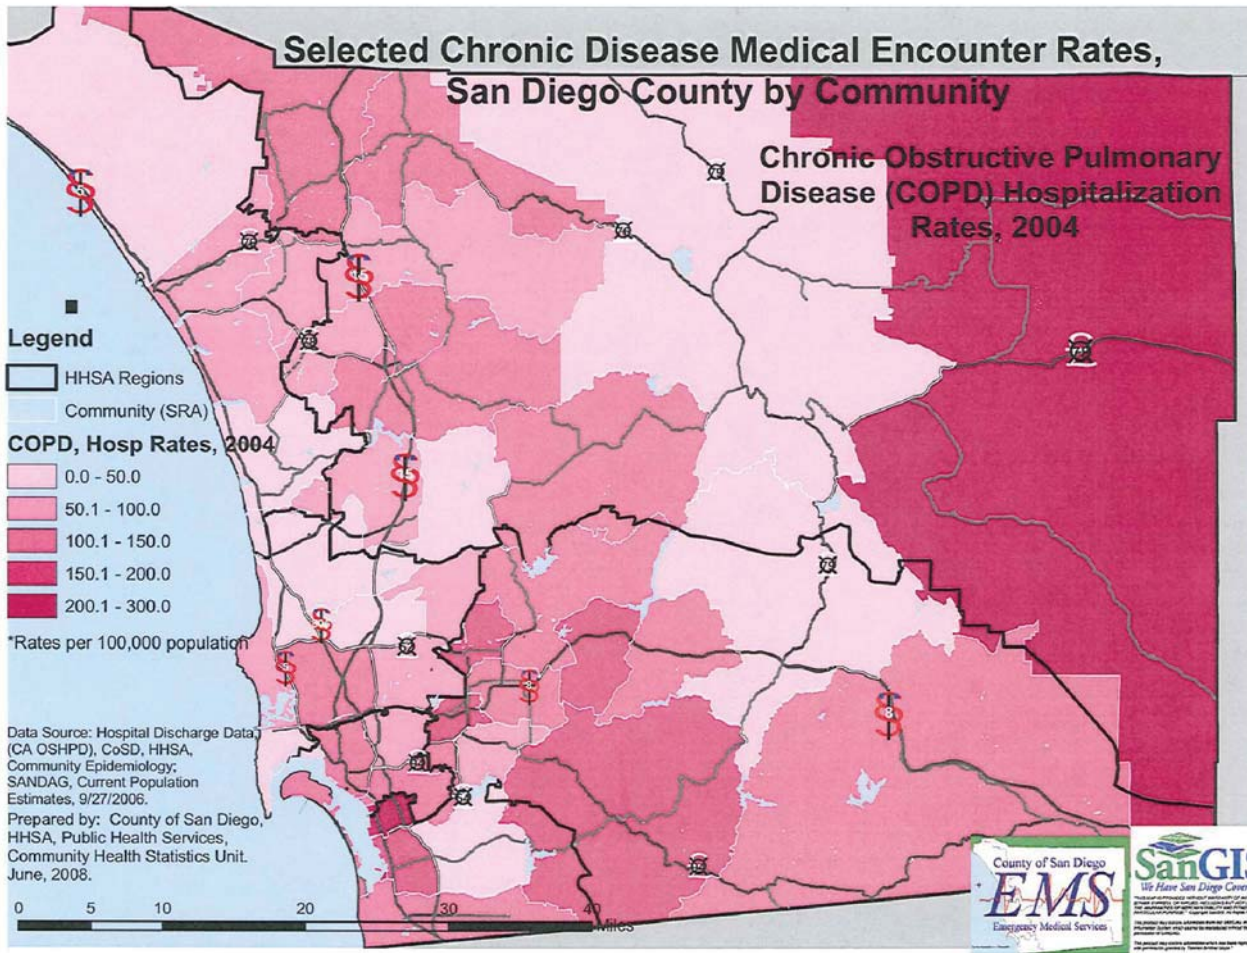 Selected Chronic Disease Medical Encounter Rates,
San Diego County by Community
Chronic Obstructive Pulmonary
Disease (COPD) Hospitalization
Rates, 2004
Legend
HHSA Regions
Community (SRA)
COPD, Hosp Rates, 2004
0.0 - 50.0
50.1 - 100.0
100.1 - 150.0
150.1 - 200.0
200.1 - 300.0
*Rates per 100,000 population
Data Source: Hospital Discharge Data,
(CA OSHPD), CoSD, HHSA,
Community Epidemiology;
SANDAG, Current Population
Estimates, 9/27/2006.
Prepared by: County of San Diego,
HHSA, Public Health Services,
Community Health Statistics Unit.
June, 2008.
0 5 10 20 30 40
Miles
County of San Diego
EMS
Emergency Medical Services
SanGIS
We Have San Diego Cove